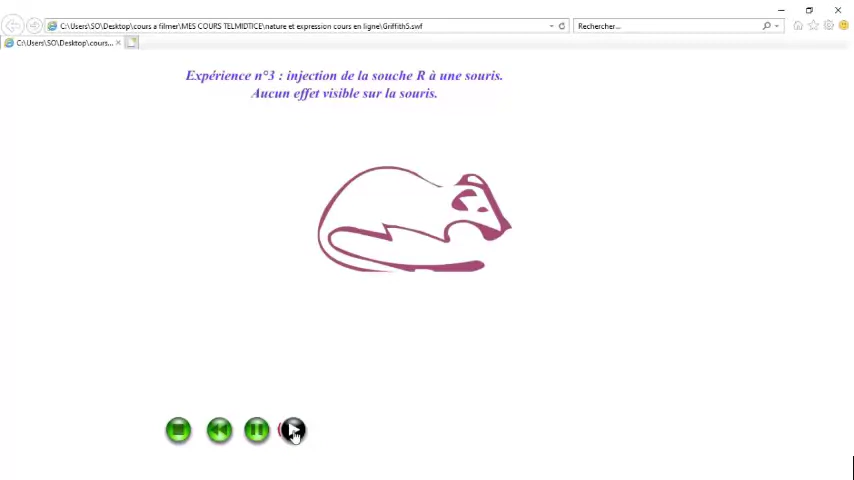 C:\Users\SO\Desktop\cours a filmer\MES COURS TELMIDTICE\nature et expression cours en ligne\Griffith5.swf
Rechercher...
C:\Users\SO\Desktop\cours...
Expérience n°3 : injection de la souche R à une souris.
Aucun effet visible sur la souris.